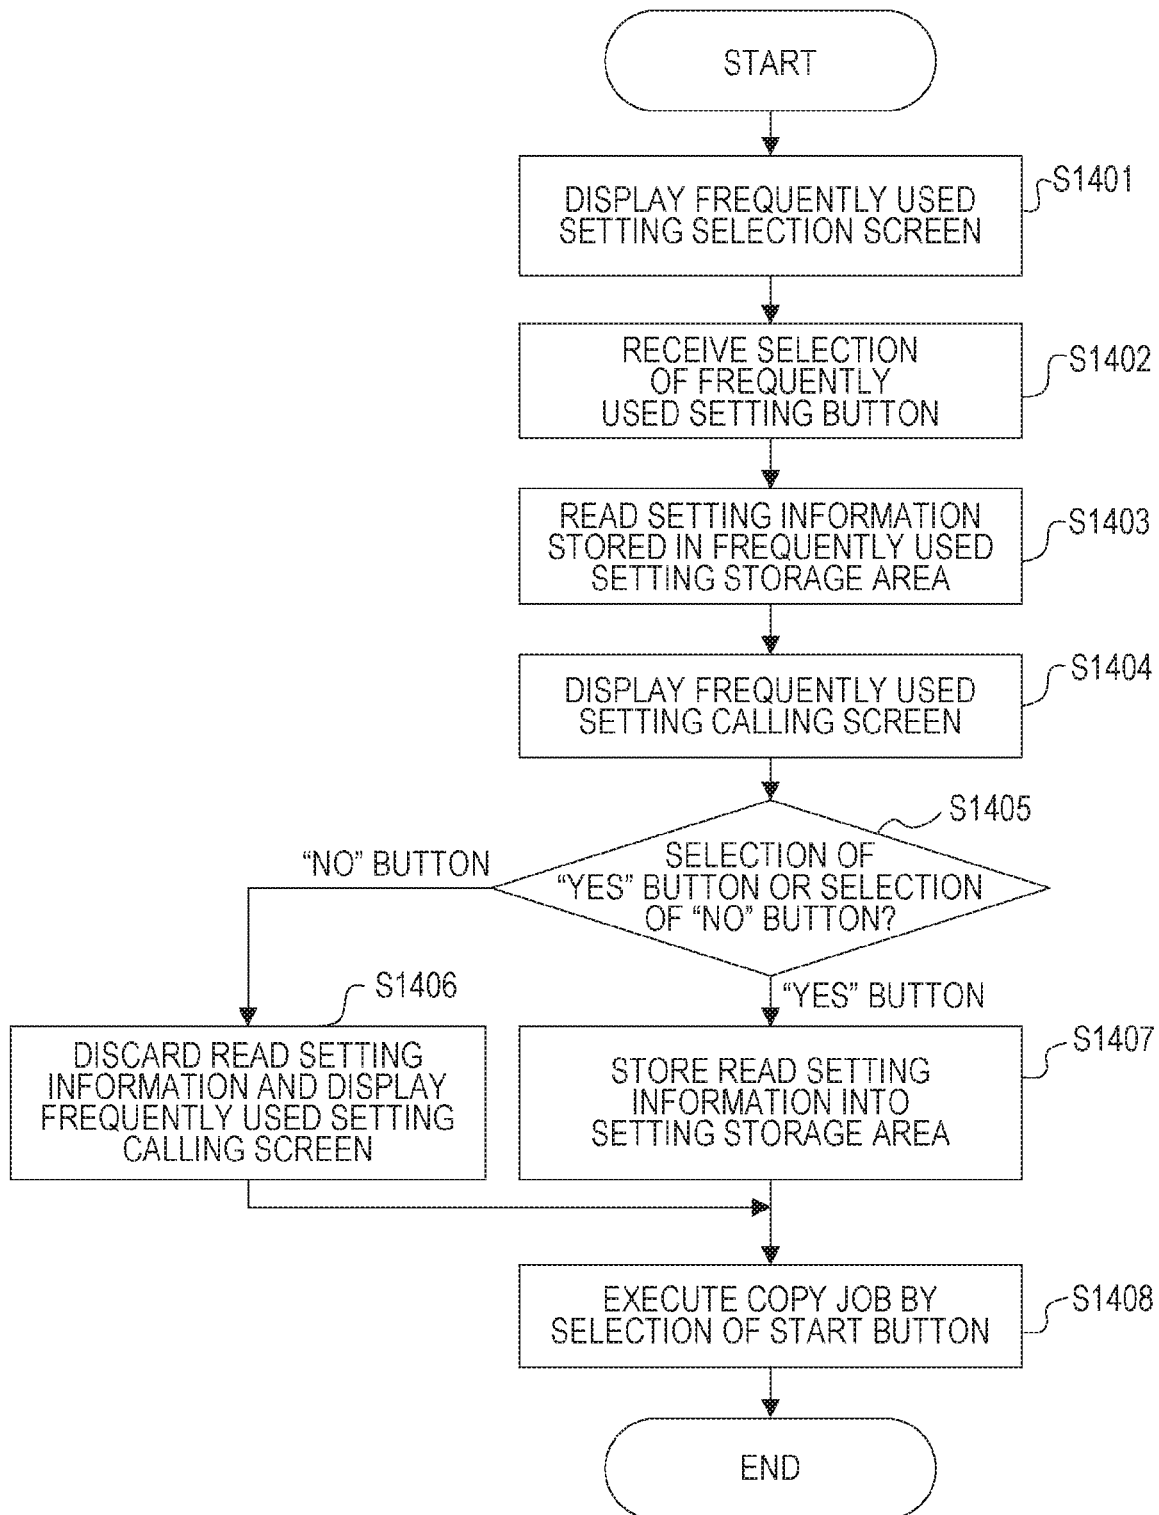 START
DISPLAY FREQUENTLY USED
SETTING SELECTION SCREEN
S1401
RECEIVE SELECTION
OF FREQUENTLY
USED SETTING BUTTON
S1402
READ SETTING INFORMATION
STORED IN FREQUENTLY USED
SETTING STORAGE AREA
S1403
DISPLAY FREQUENTLY USED
SETTING CALLING SCREEN
S1404
S1405
SELECTION OF
“YES” BUTTON OR SELECTION
OF “NO” BUTTON?
“NO” BUTTON
“YES” BUTTON
S1406
DISCARD READ SETTING
INFORMATION AND DISPLAY
FREQUENTLY USED SETTING
CALLING SCREEN
STORE READ SETTING
INFORMATION INTO
SETTING STORAGE AREA
S1407
EXECUTE COPY JOB BY
SELECTION OF START BUTTON
S1408
END